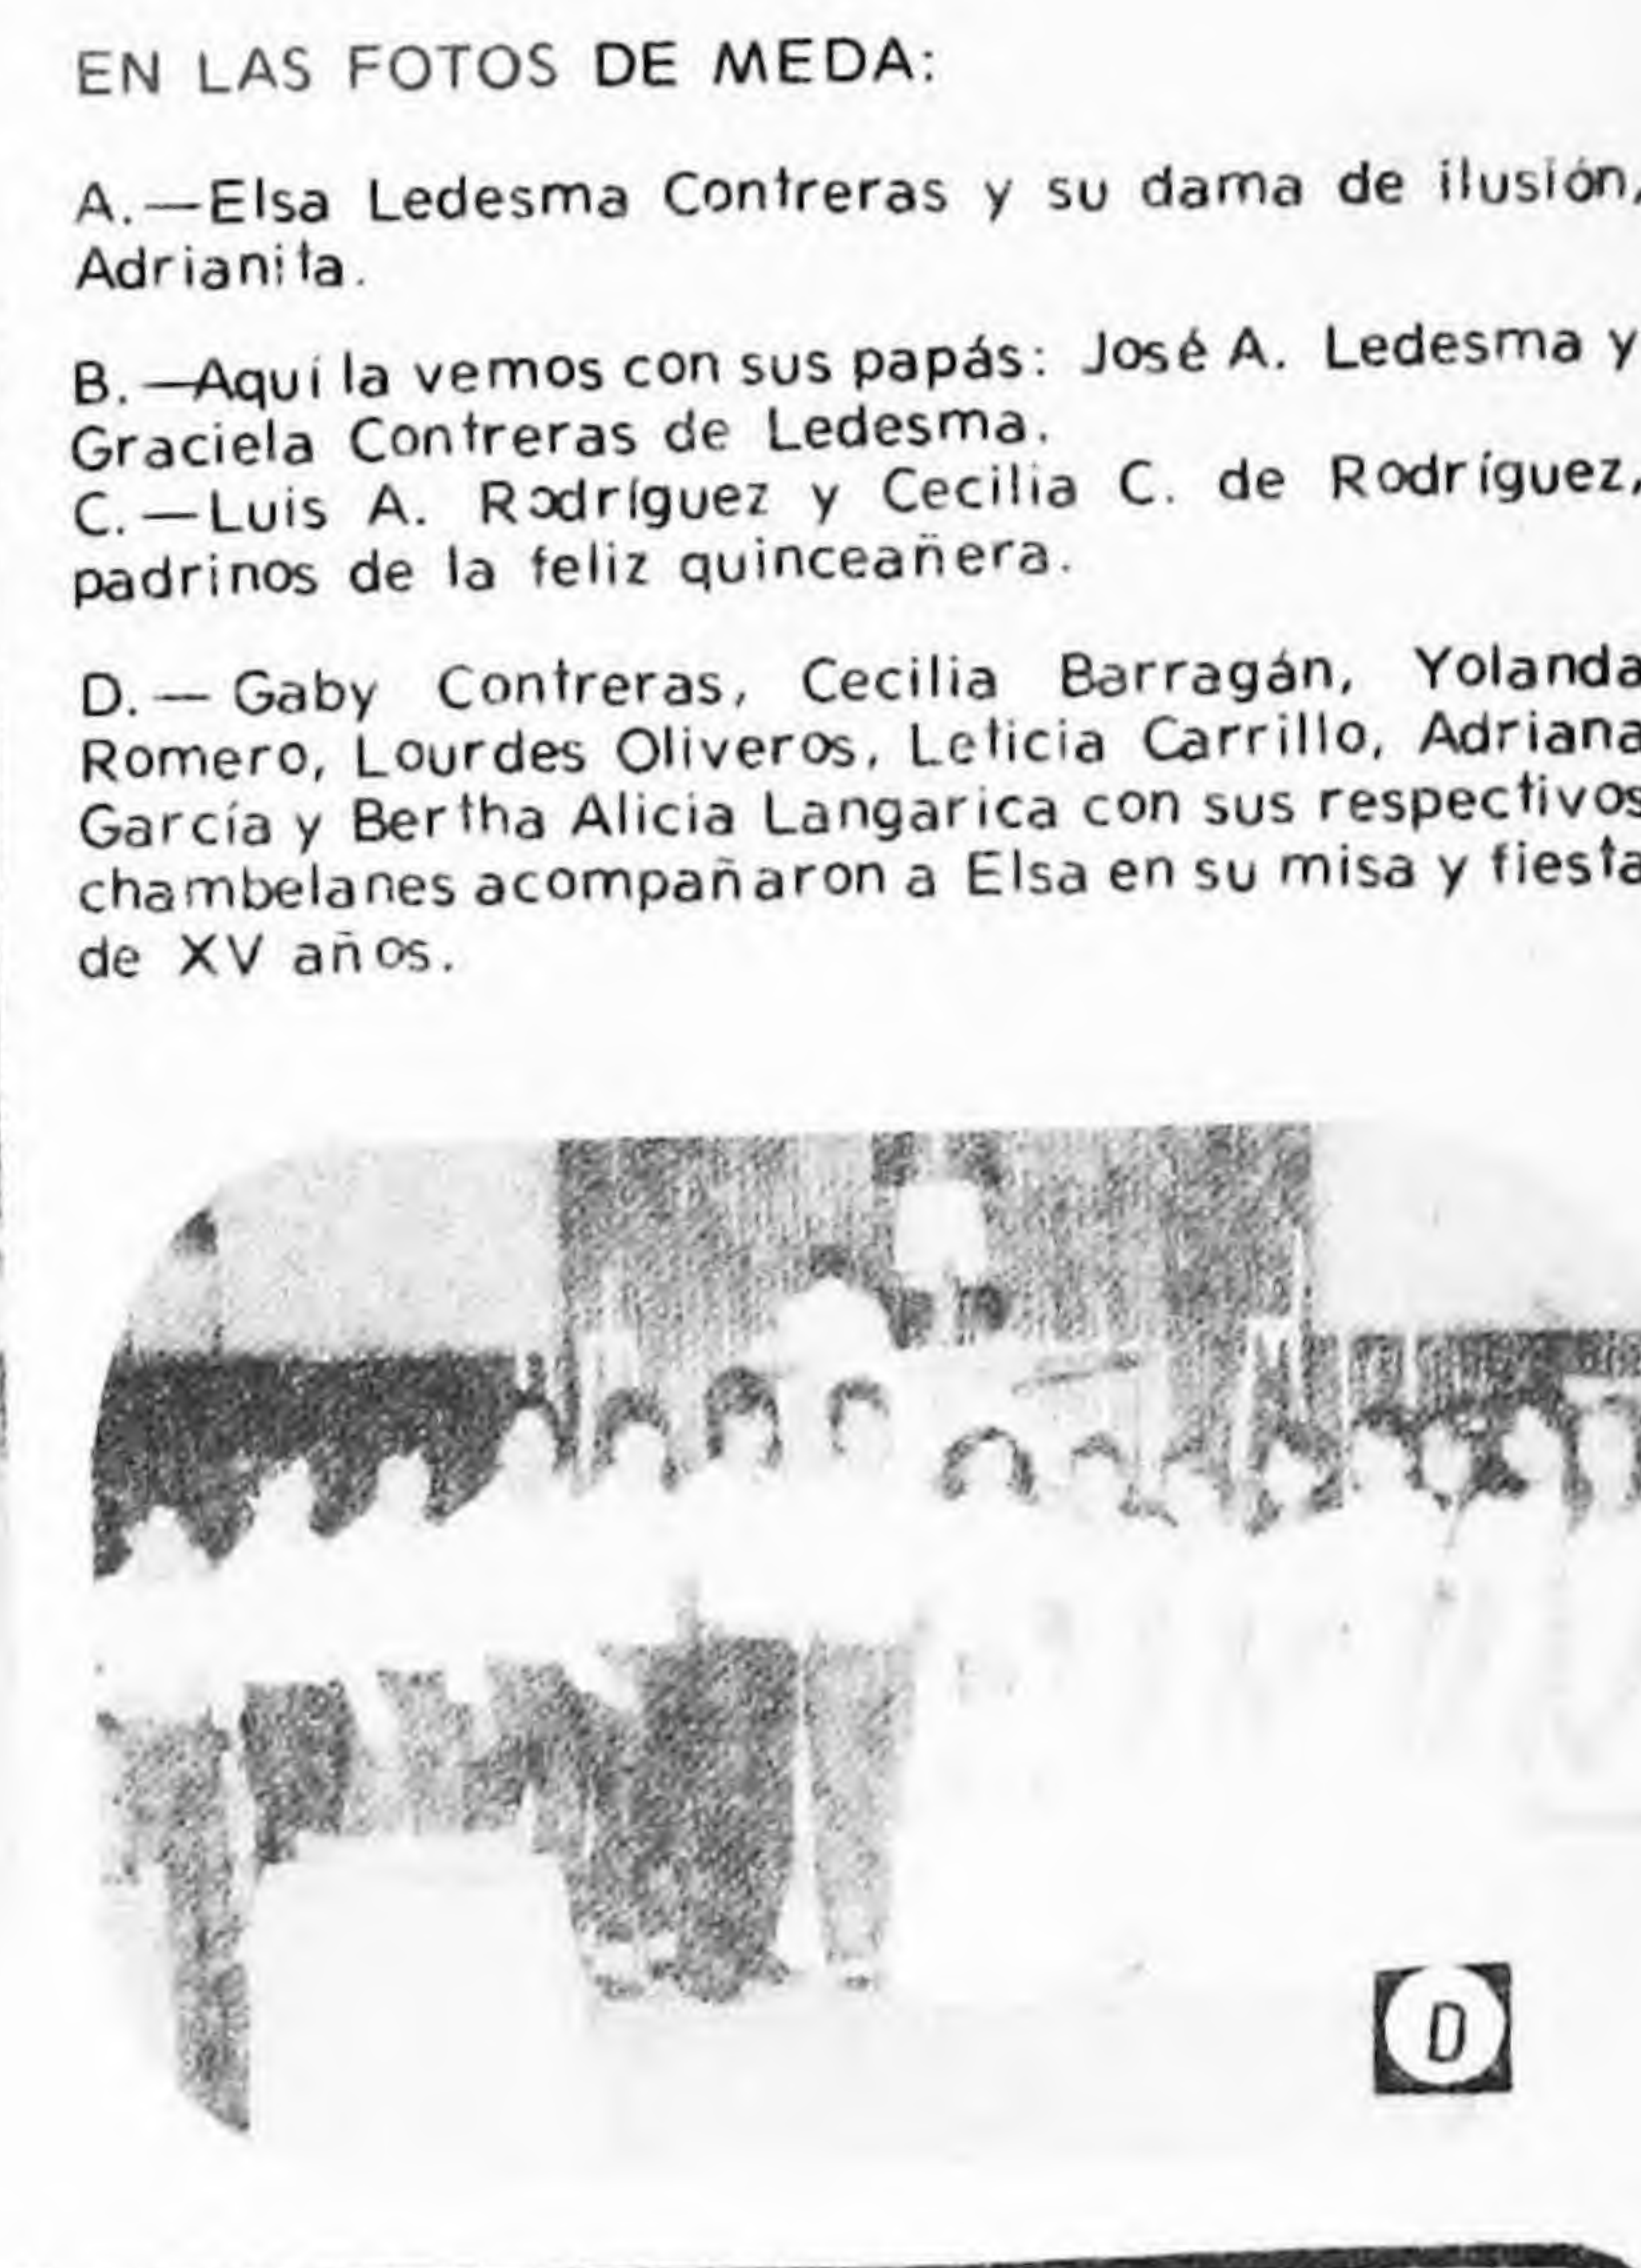 EN LAS FOTOS DE MEDA:
A.—Elsa Ledesma Contreras y su dama de ilusión,
Adrianita.
B.—Aquí la vemos con sus papás: José A. Ledesma y
Graciela Contreras de Ledesma.
C.—Luis A. Rodríguez y Cecilia C. de Rodríguez,
padrinos de la feliz quinceañera.
D.— Gaby Contreras, Cecilia Barragán, Yolanda
Romero, Lourdes Oliveros, Leticia Carrillo, Adriana
García y Bertha Alicia Langarica con sus respectivos
chambelanes acompañaron a Elsa en su misa y fiesta
de XV años.
D